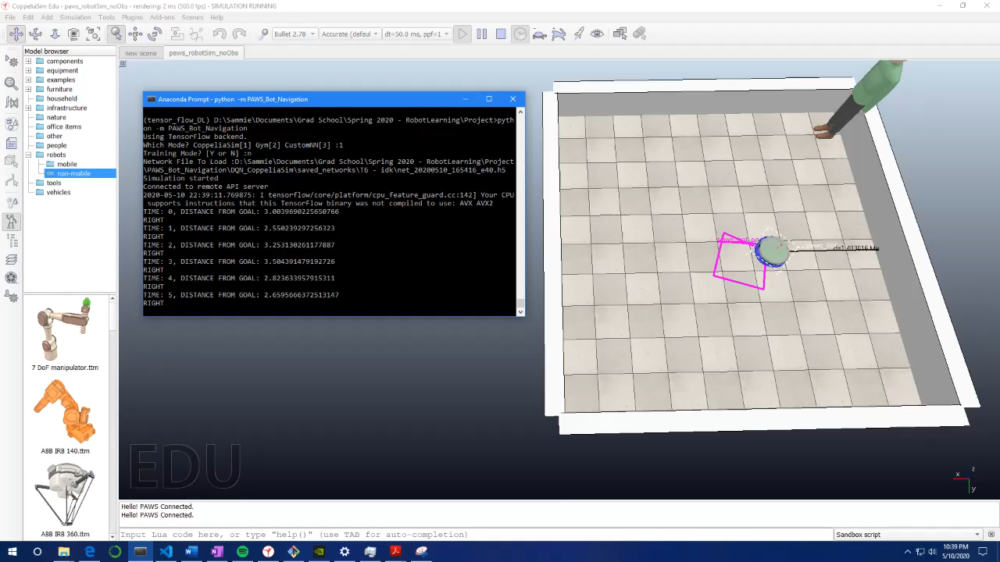 CoppeliaSim Edu - paws_robotSim_noObs - rendering: 2 ms (20.0 fps) - SIMULATION RUNNING
File Edit Add Simulation Tools Plugins Add-ons Scenes Help
Bullet 2.78 Accurate (defaul dt=50.0 ms, ppf=1
Model browser
new scene paws_robotSim_noObs
components
equipment
examples
furniture
household
infrastructure
nature
office items
other
people
robots
mobile
non-mobile
tools
vehicles
Anaconda Prompt - python -m PAWS_Bot_Navigation
(tensor_flow_DL) D:\Sammie\Documents\Grad School\Spring 2020 - RobotLearning\Project>pyth
on -m PAWS_Bot_Navigation
Using TensorFlow backend.
Which Mode? CoppeliaSim[1] Gym[2] CustomNN[3] :1
Training Mode? [Y or N] :n
Network File To Load :D:\Sammie\Documents\Grad School\Spring 2020 - RobotLearning\Project
\PAWS_Bot_Navigation\DQN_CoppeliaSim\saved_networks\T6 - idk\net_20200510_165416_e40.h5
Simulation started
Connected to remote API server
2020-05-10 22:39:11.769875: I tensorflow/core/platform/cpu_feature_guard.cc:142] Your CPU
supports instructions that this TensorFlow binary was not compiled to use: AVX AVX2
TIME: 0, DISTANCE FROM GOAL: 3.0039690225650766
RIGHT
TIME: 1, DISTANCE FROM GOAL: 2.550239297256323
RIGHT
TIME: 2, DISTANCE FROM GOAL: 3.253130261177887
RIGHT
TIME: 3, DISTANCE FROM GOAL: 3.504391479192726
RIGHT
TIME: 4, DISTANCE FROM GOAL: 2.823633957915311
RIGHT
TIME: 5, DISTANCE FROM GOAL: 2.6595666372513147
RIGHT
7 DoF manipulator.ttm
ABB IRB 140.ttm
ABB IRB 360.ttm
EDU
x
z
y
Hello! PAWS Connected.
Hello! PAWS Connected.
Input Lua code here, or type "help()" (use TAB for auto-completion)
Sandbox script
10:39 PM
5/10/2020